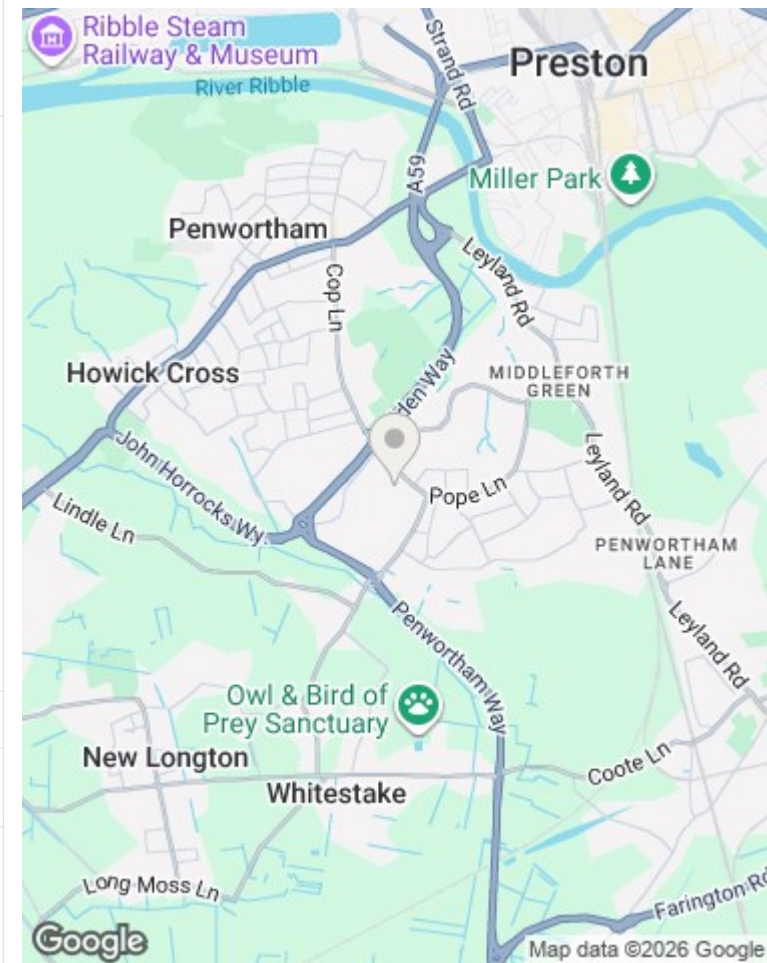 Ribble Steam
Railway & Museum
River Ribble
Strand Rd
Preston
A59
Miller Park
Penwortham
Cop Ln
Leyland Rd
Howick Cross
MIDDLEFORTH
GREEN
den Way
John Horrocks Wy
Lindle Ln
Pope Ln
Leyland Rd
PENWORTHAM
LANE
Penwortham Way
Leyland Rd
Owl & Bird of
Prey Sanctuary
New Longton
Whitestake
Coote Ln
Long Moss Ln
Farington Rd
Google
Map data ©2026 Google